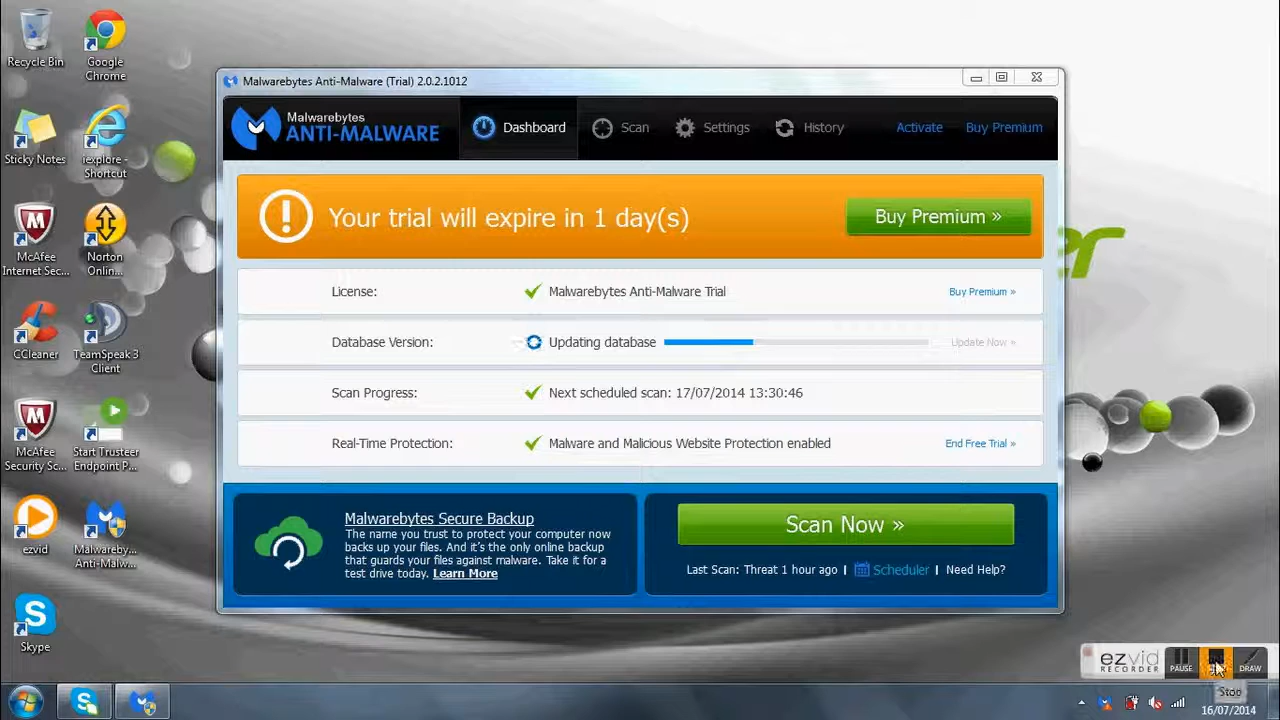 Recycle Bin
Google
Chrome
Sticky Notes
iexplore -
Shortcut
McAfee
Internet Sec...
Norton
Online...
CCleaner
TeamSpeak 3
Client
McAfee
Security Sc...
Start Trusteer
Endpoint P...
ezvid
Malwareby...
Anti-Malw...
Skype
Malwarebytes Anti-Malware (Trial) 2.0.2.1012
Malwarebytes
ANTI-MALWARE
Dashboard
Scan
Settings
History
Activate
Buy Premium
Your trial will expire in 1 day(s)
Buy Premium »
License:
Malwarebytes Anti-Malware Trial
Buy Premium »
Database Version:
Updating database
Update Now »
Scan Progress:
Next scheduled scan: 17/07/2014 13:30:46
Real-Time Protection:
Malware and Malicious Website Protection enabled
End Free Trial »
Malwarebytes Secure Backup
The name you trust to protect your computer now
backs up your files. And it's the only online backup
that guards your files against malware. Take it for a
test drive today. Learn More
Scan Now »
Last Scan: Threat 1 hour ago
Scheduler
Need Help?
ezvid
RECORDER
PAUSE
DRAW
Stop
16/07/2014